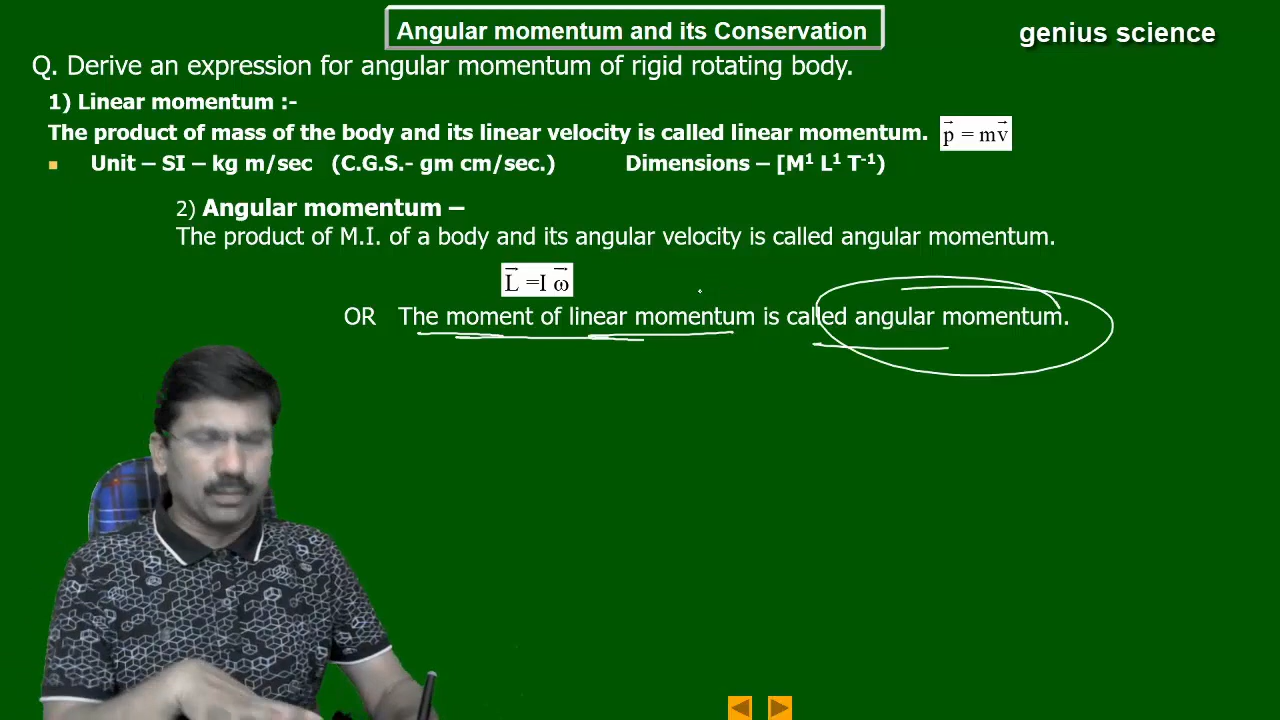 Angular momentum and its Conservation
genius science
Q. Derive an expression for angular momentum of rigid rotating body.
1) Linear momentum :-
The product of mass of the body and its linear velocity is called linear momentum. p⃗ = mv⃗
▪ Unit – SI – kg m/sec (C.G.S.- gm cm/sec.) Dimensions – [M¹ L¹ T⁻¹)
2) Angular momentum –
The product of M.I. of a body and its angular velocity is called angular momentum.
L⃗ =I ω⃗
OR The moment of linear momentum is called angular momentum.